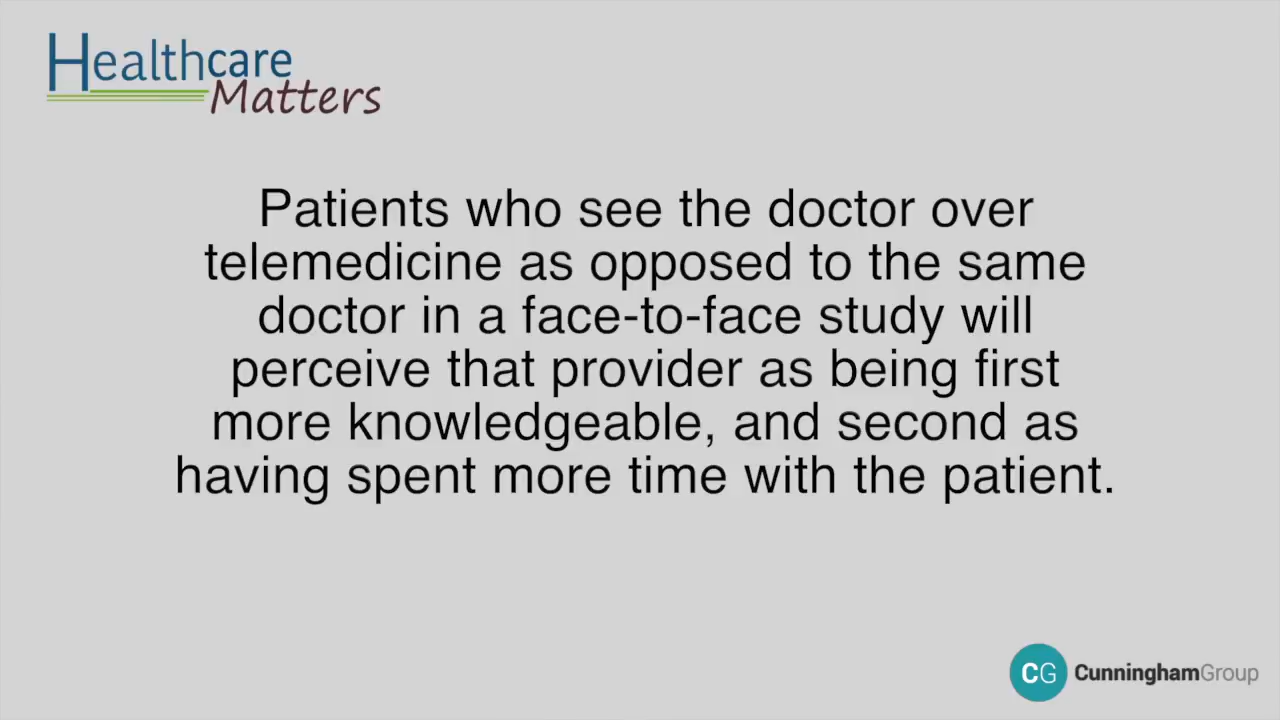 Healthcare
Matters
Patients who see the doctor over
telemedicine as opposed to the same
doctor in a face-to-face study will
perceive that provider as being first
more knowledgeable, and second as
having spent more time with the patient.
CG CunninghamGroup